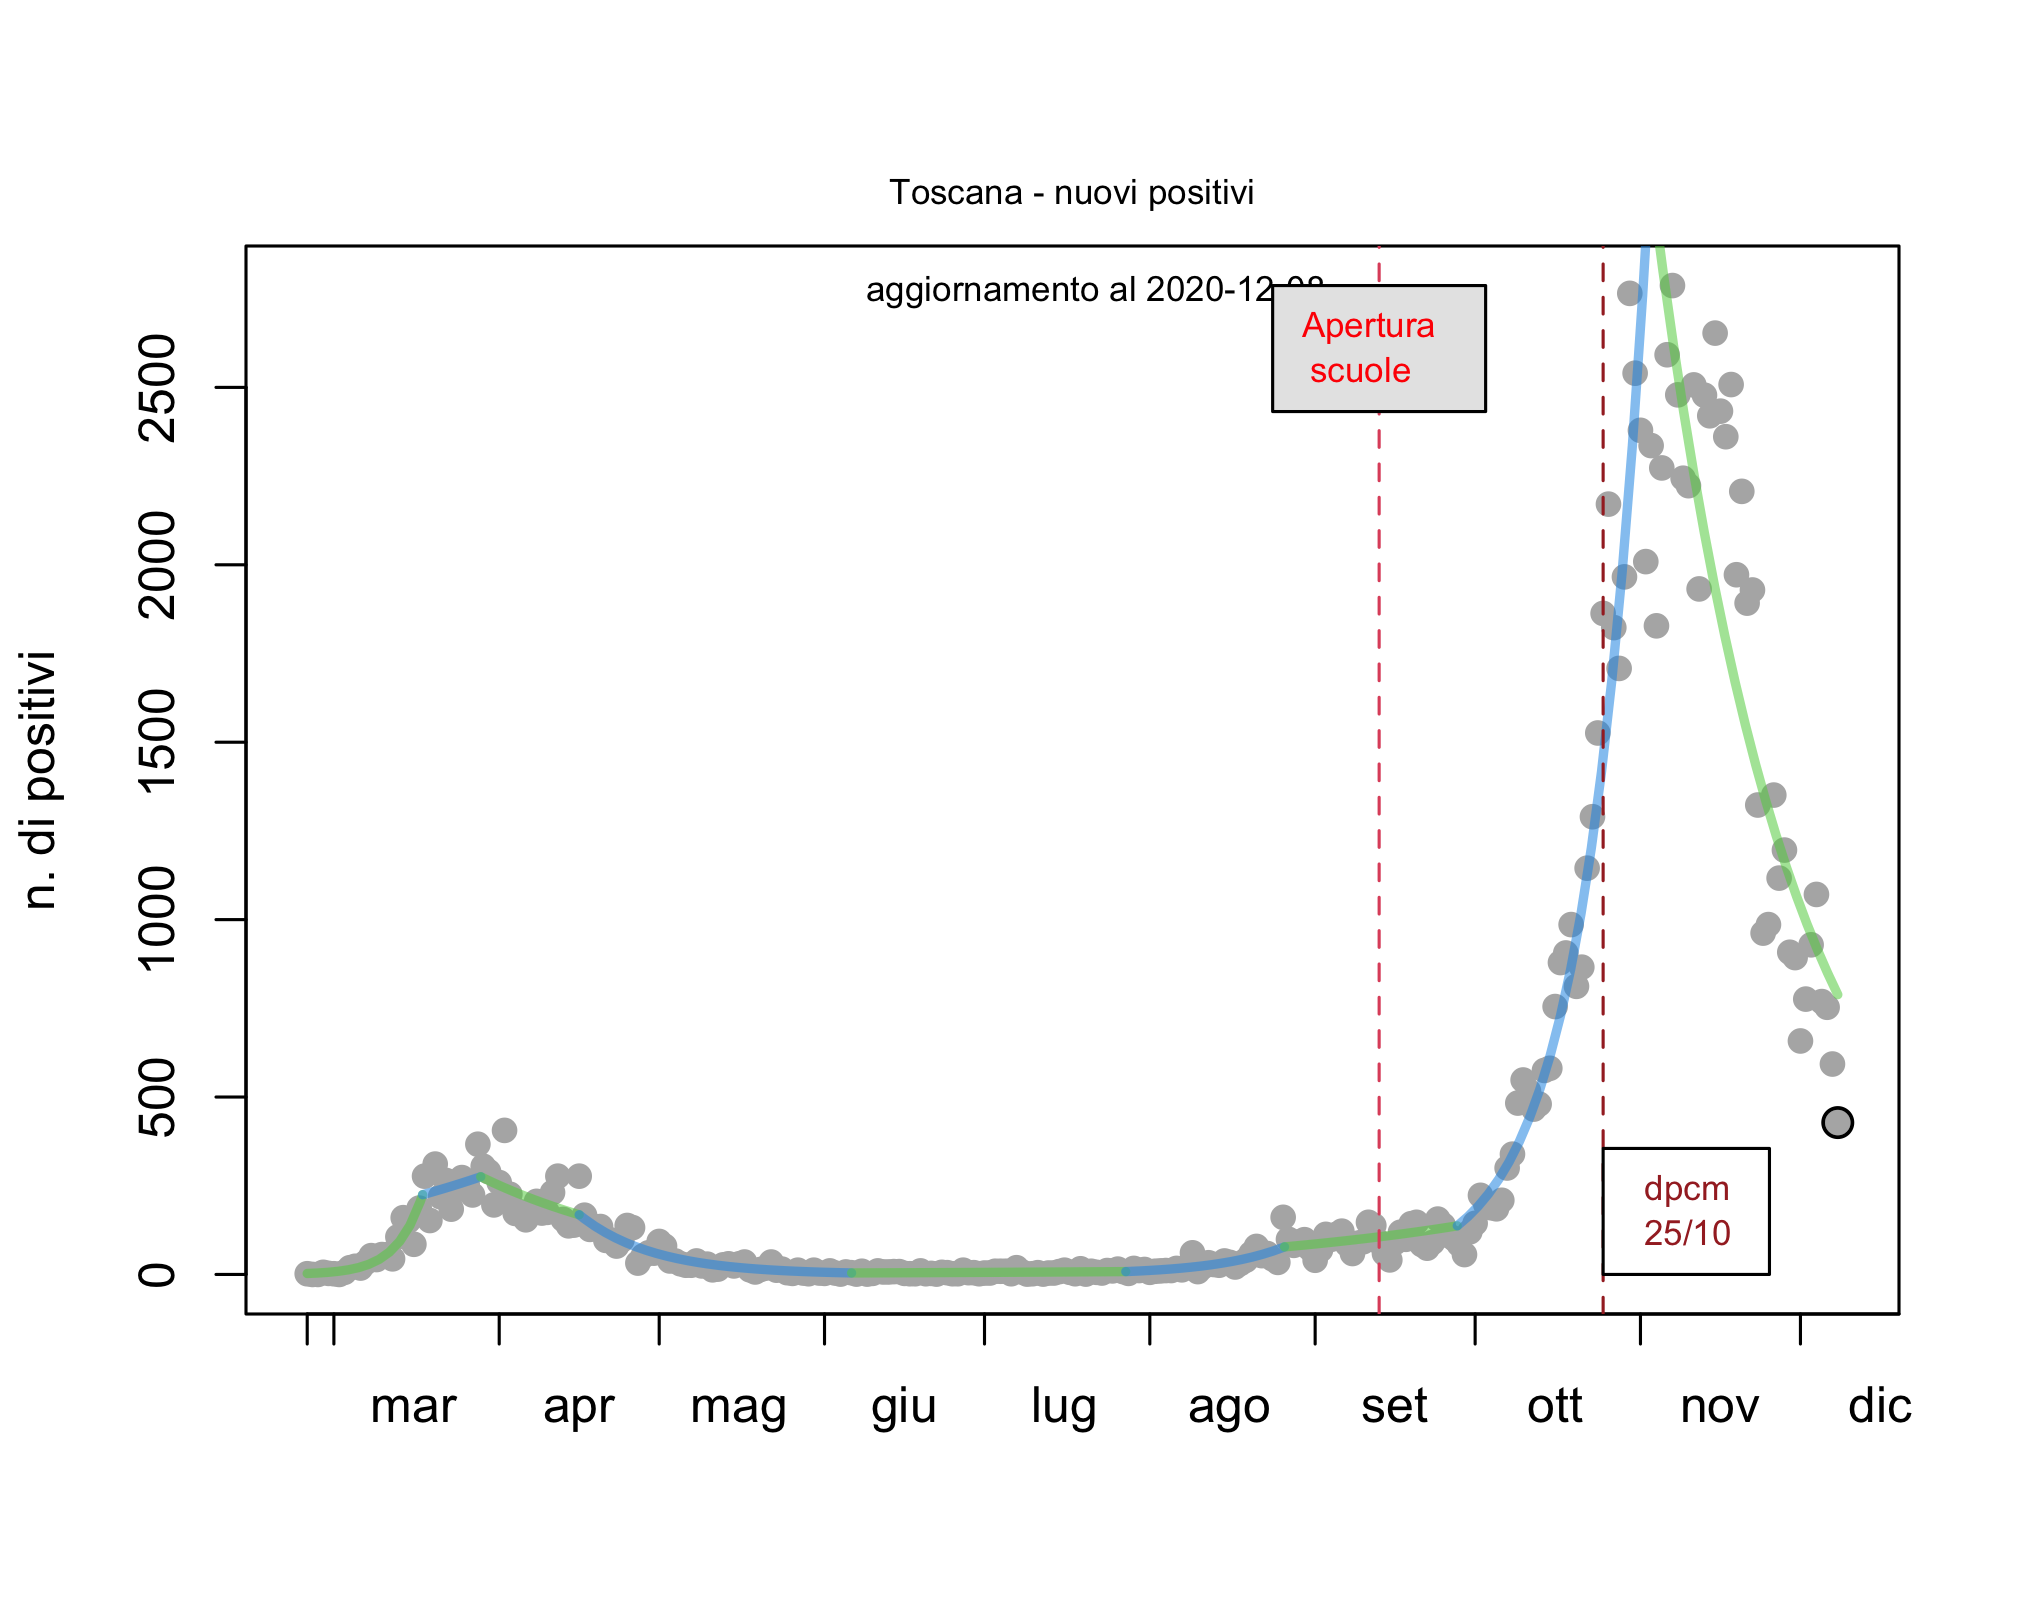 Toscana - nuovi positivi
aggiornamento al 2020-12-08
Apertura
scuole
n. di positivi
2500
2000
1500
1000
500
0
dpcm
25/10
mar apr mag giu lug ago set ott nov dic